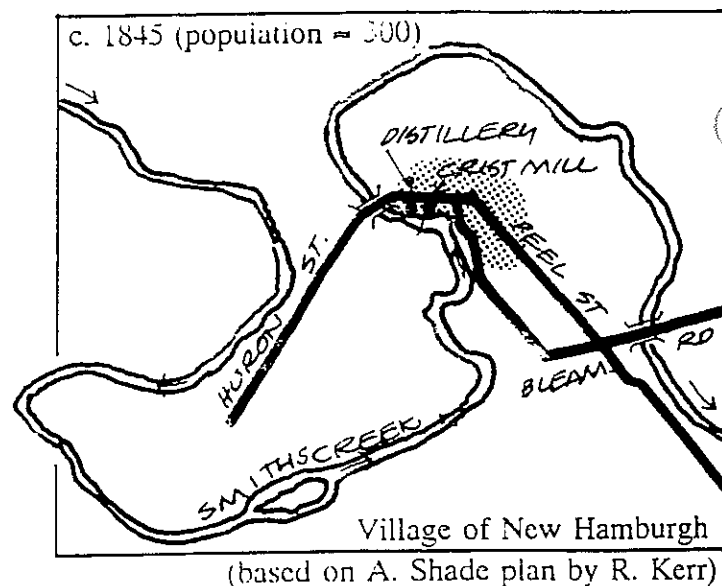 c. 1845 (population ≈ 300)
DISTILLERY
GRIST MILL
HURON ST.
PEEL ST
BLEAM RD
SMITHSCREEK
Village of New Hamburgh
(based on A. Shade plan by R. Kerr)